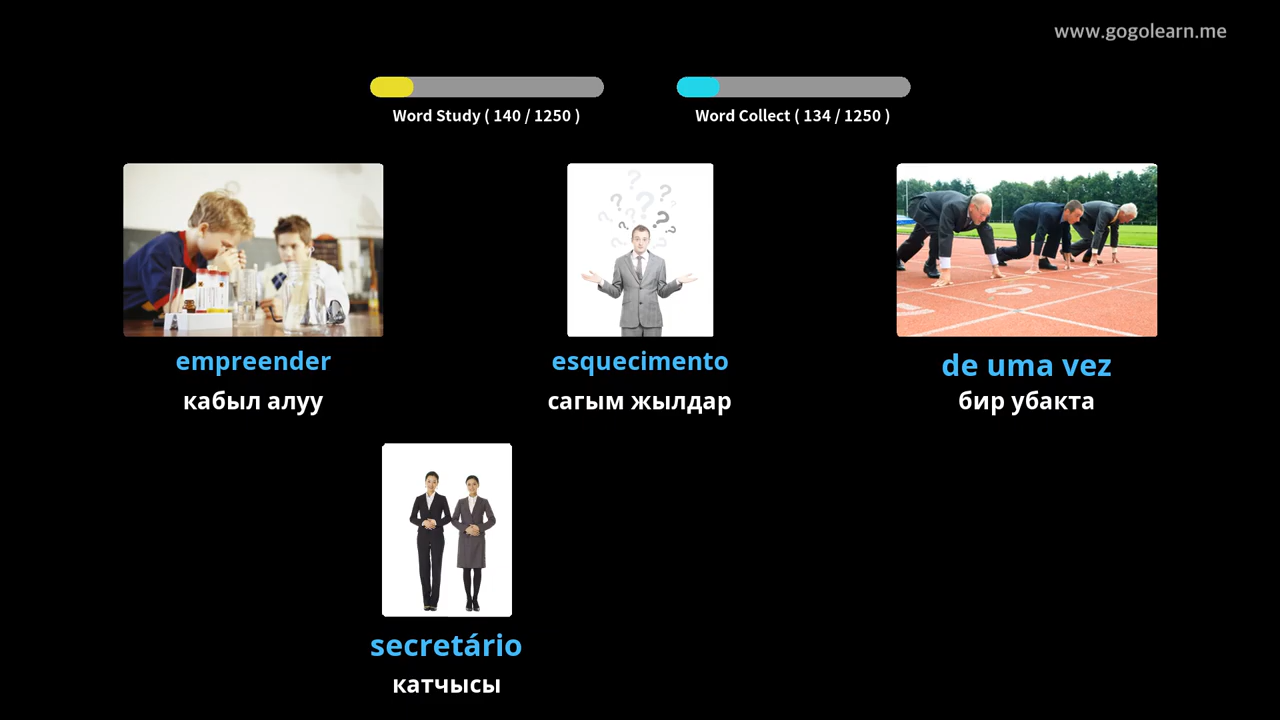 www.gogolearn.me
Word Study ( 140 / 1250 )
Word Collect ( 134 / 1250 )
empreender
кабыл алуу
esquecimento
сагым жылдар
de uma vez
бир убакта
secretário
катчысы